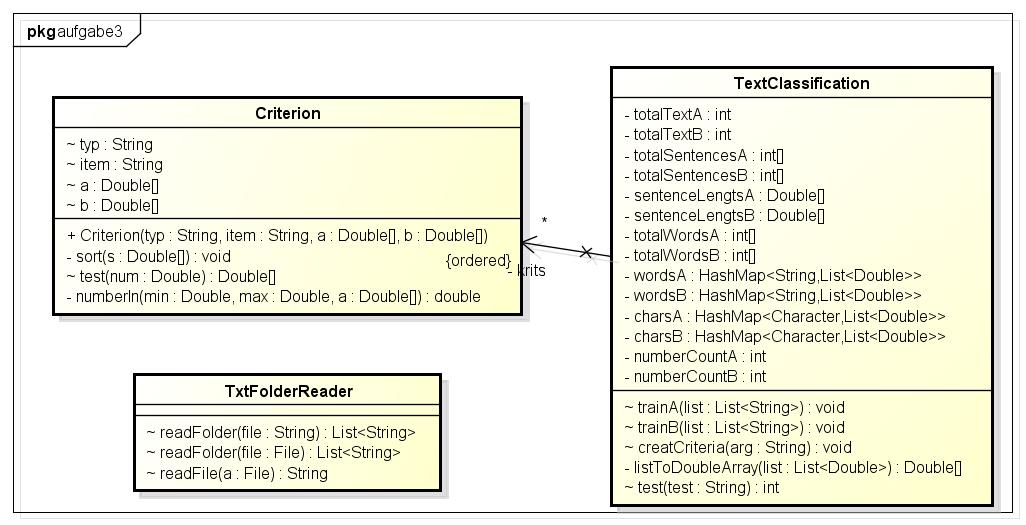 pkg aufgabe3
Criterion
~ typ : String
~ item : String
~ a : Double[]
~ b : Double[]
+ Criterion(typ : String, item : String, a : Double[], b : Double[])
- sort(s : Double[]) : void
~ test(num : Double) : Double[]
- numberIn(min : Double, max : Double, a : Double[]) : double
*
{ordered}
- krits
TextClassification
- totalTextA : int
- totalTextB : int
- totalSentencesA : int[]
- totalSentencesB : int[]
- sentenceLengtsA : Double[]
- sentenceLengtsB : Double[]
- totalWordsA : int[]
- totalWordsB : int[]
- wordsA : HashMap<String,List<Double>>
- wordsB : HashMap<String,List<Double>>
- charsA : HashMap<Character,List<Double>>
- charsB : HashMap<Character,List<Double>>
- numberCountA : int
- numberCountB : int
~ trainA(list : List<String>) : void
~ trainB(list : List<String>) : void
~ creatCriteria(arg : String) : void
- listToDoubleArray(list : List<Double>) : Double[]
~ test(test : String) : int
TxtFolderReader
~ readFolder(file : String) : List<String>
~ readFolder(file : File) : List<String>
~ readFile(a : File) : String